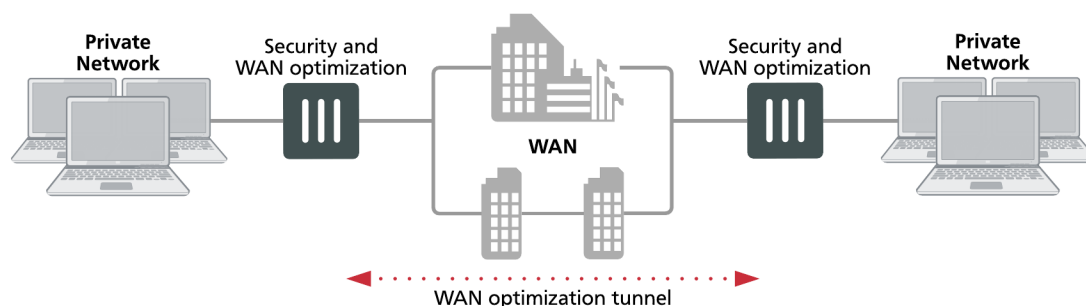 Private
Network
Security and
WAN optimization
WAN
Security and
WAN optimization
Private
Network
WAN optimization tunnel